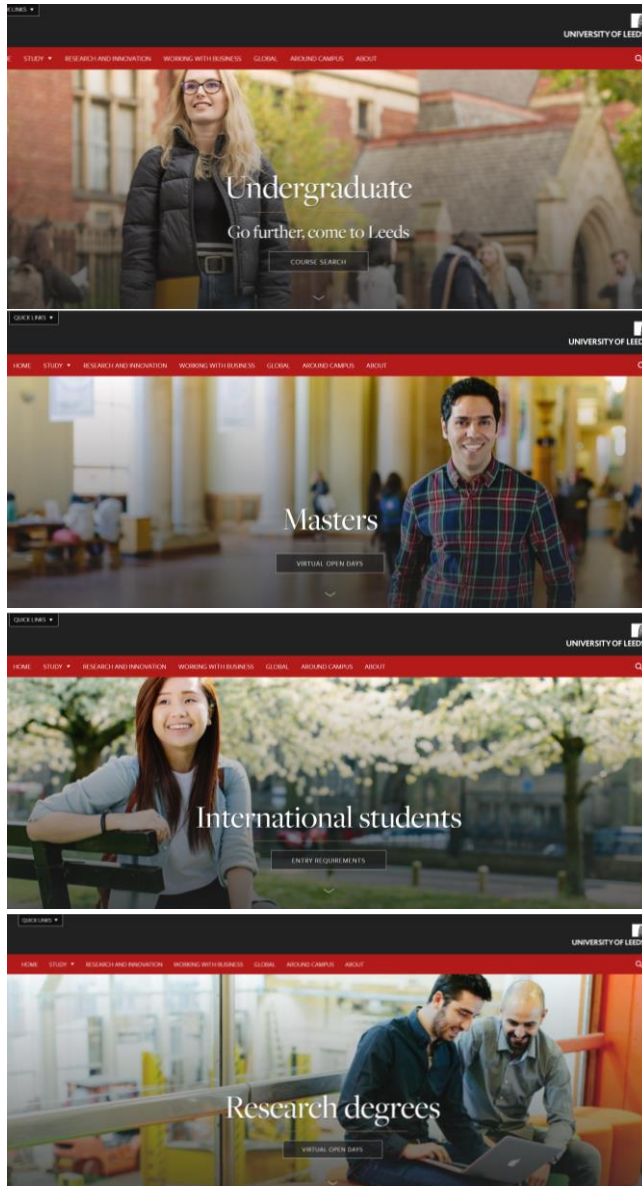 K LINKS
UNIVERSITY OF LEEDS
E STUDY RESEARCH AND INNOVATION WORKING WITH BUSINESS GLOBAL AROUND CAMPUS ABOUT
Undergraduate
Go further, come to Leeds
COURSE SEARCH
QUICK LINKS
UNIVERSITY OF LEED
HOME STUDY RESEARCH AND INNOVATION WORKING WITH BUSINESS GLOBAL AROUND CAMPUS ABOUT
Masters
VIRTUAL OPEN DAYS
QUICK LINKS
UNIVERSITY OF LEED
HOME STUDY RESEARCH AND INNOVATION WORKING WITH BUSINESS GLOBAL AROUND CAMPUS ABOUT
International students
ENTRY REQUIREMENTS
QUICK LINKS
UNIVERSITY OF LEED
HOME STUDY RESEARCH AND INNOVATION WORKING WITH BUSINESS GLOBAL AROUND CAMPUS ABOUT
Research degrees
VIRTUAL OPEN DAYS